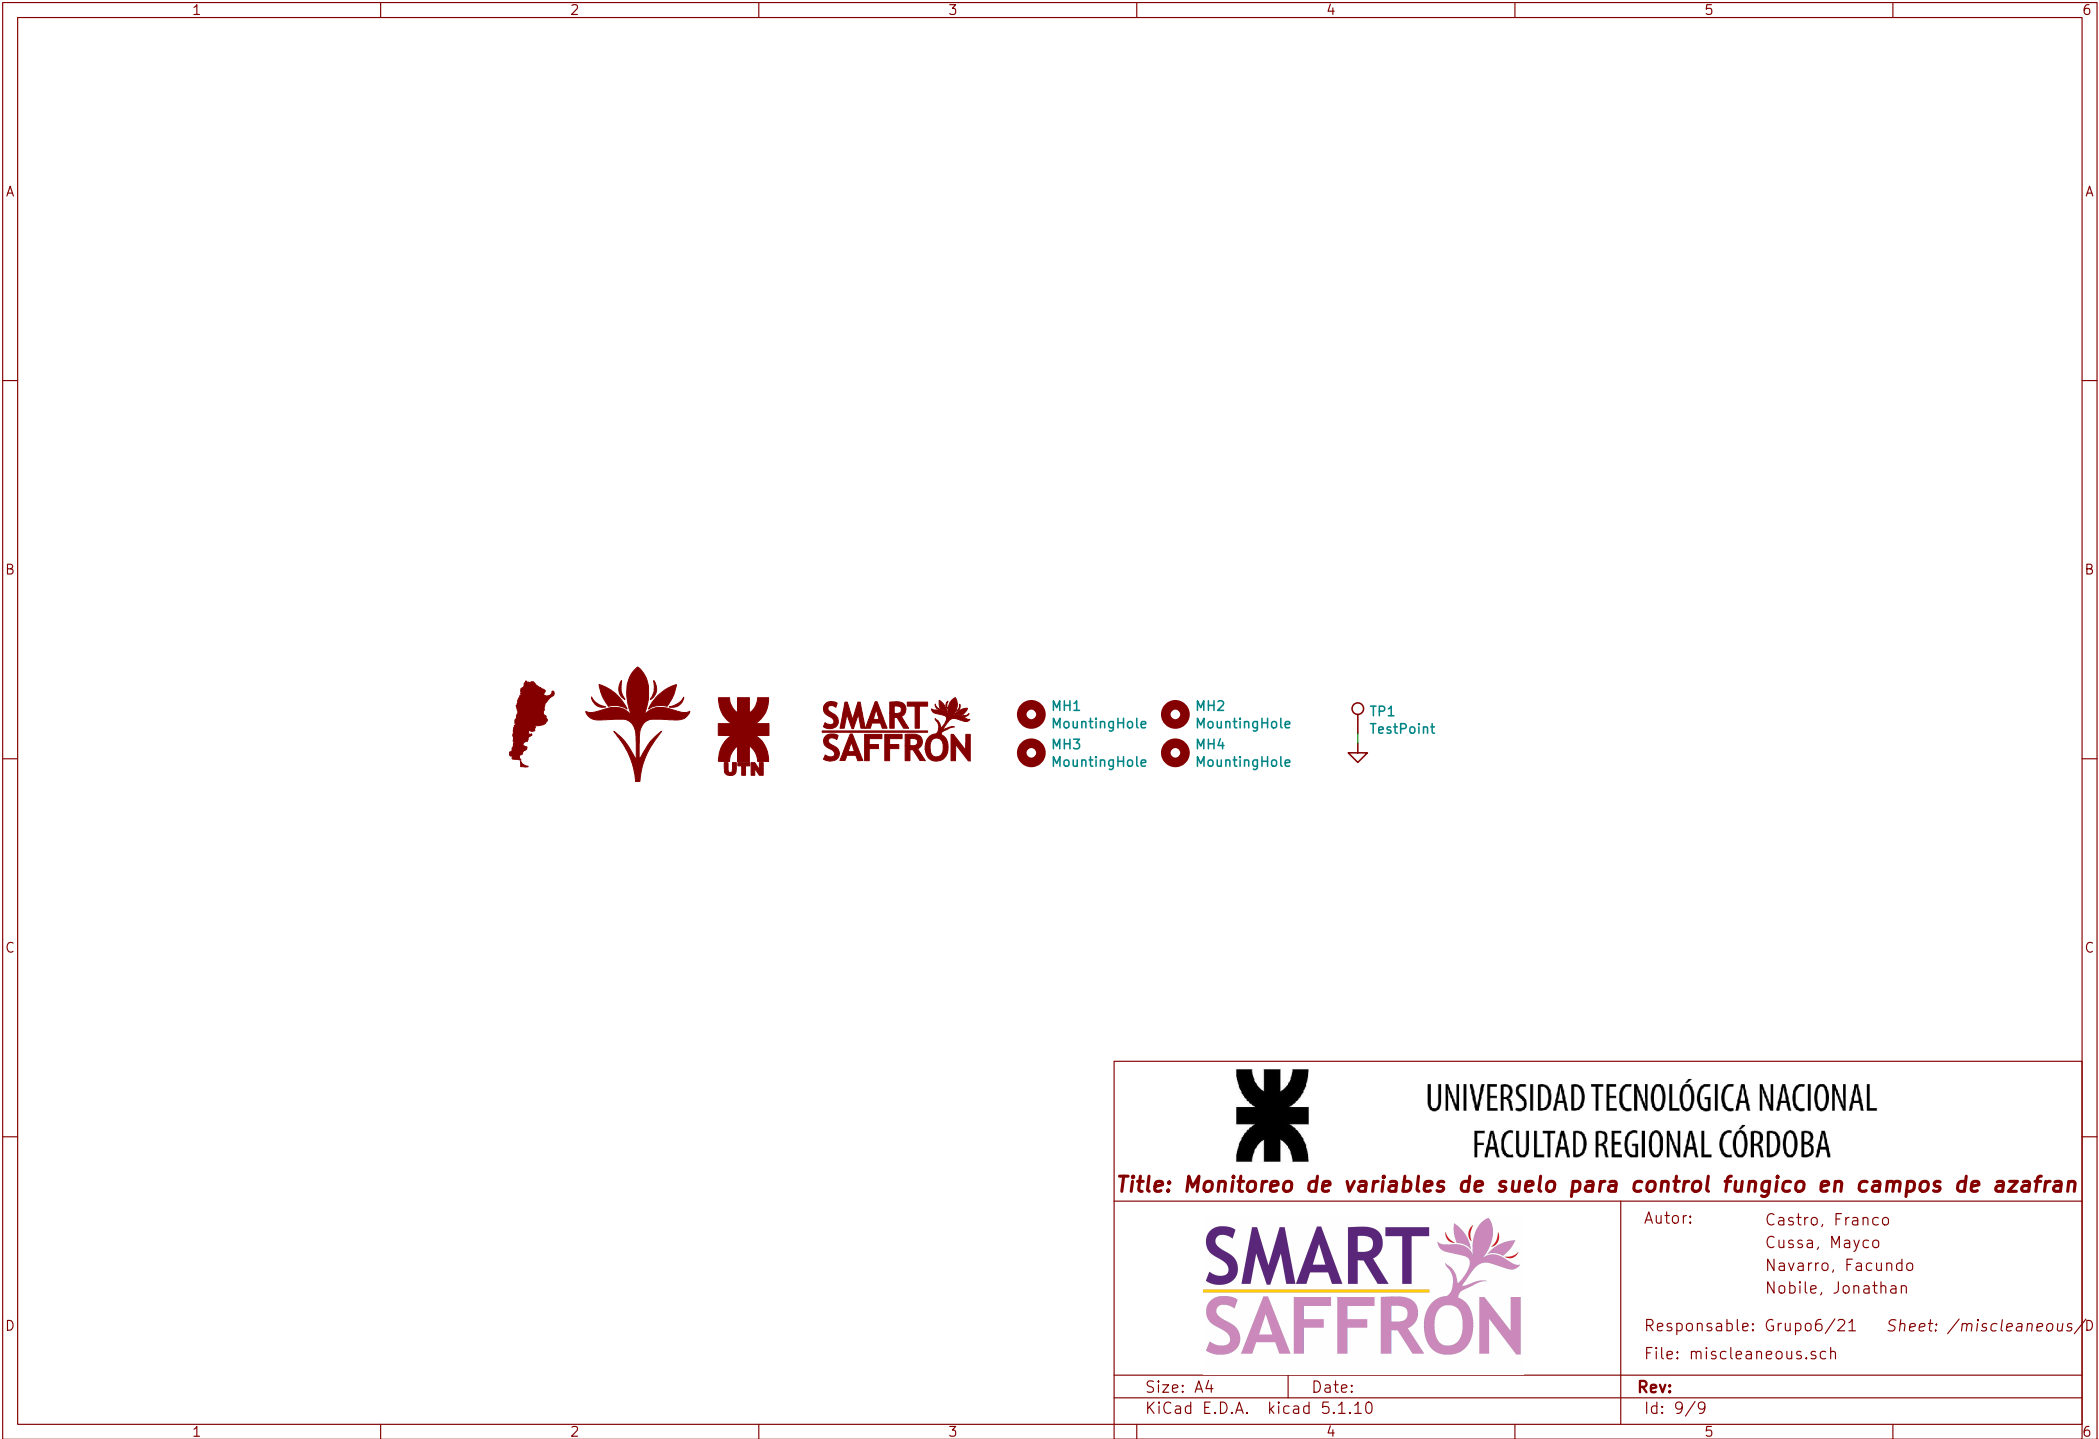 1 2 3 4 5 6
A A
B B
UTN
SMART
SAFFRON
MH1
MountingHole
MH2
MountingHole
MH3
MountingHole
MH4
MountingHole
TP1
TestPoint
C C
UNIVERSIDAD TECNOLÓGICA NACIONAL
FACULTAD REGIONAL CÓRDOBA
Title: Monitoreo de variables de suelo para control fungico en campos de azafran
SMART
SAFFRON
Autor: Castro, Franco
Cussa, Mayco
Navarro, Facundo
Nobile, Jonathan
Responsable: Grupo6/21 Sheet: /miscleaneous/
File: miscleaneous.sch
D D
Size: A4 Date: Rev:
KiCad E.D.A. kicad 5.1.10 Id: 9/9
1 2 3 4 5 6